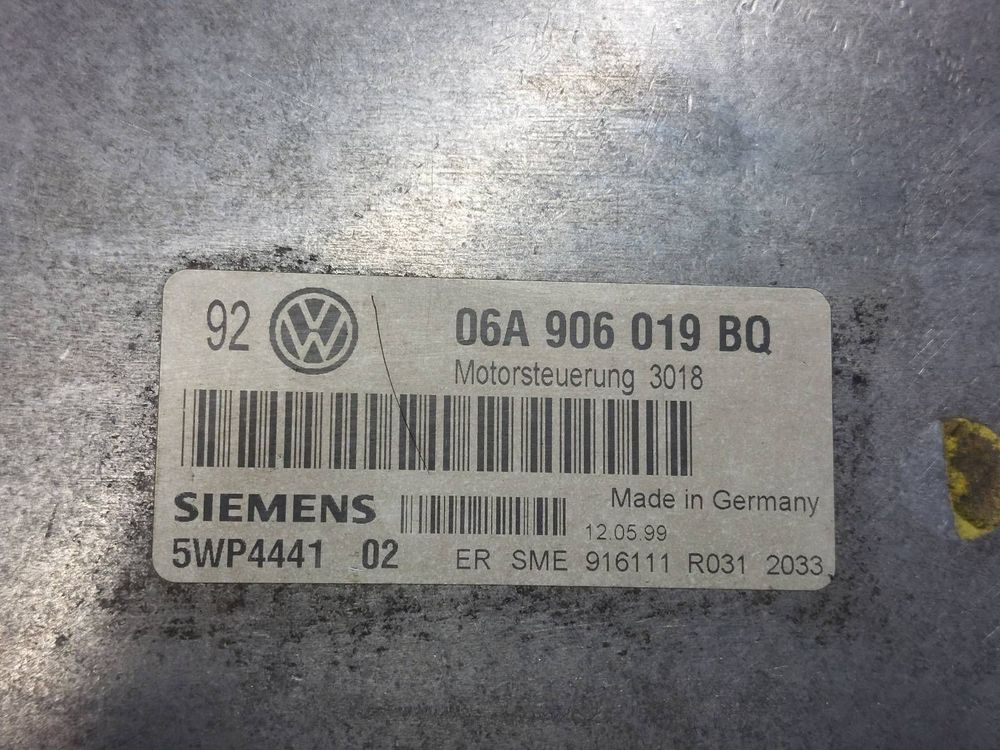 92 VW 06A 906 019 BQ
Motorsteuerung 3018
SIEMENS Made in Germany
12.05.99
5WP4441 02 ER SME 916111 R031 2033